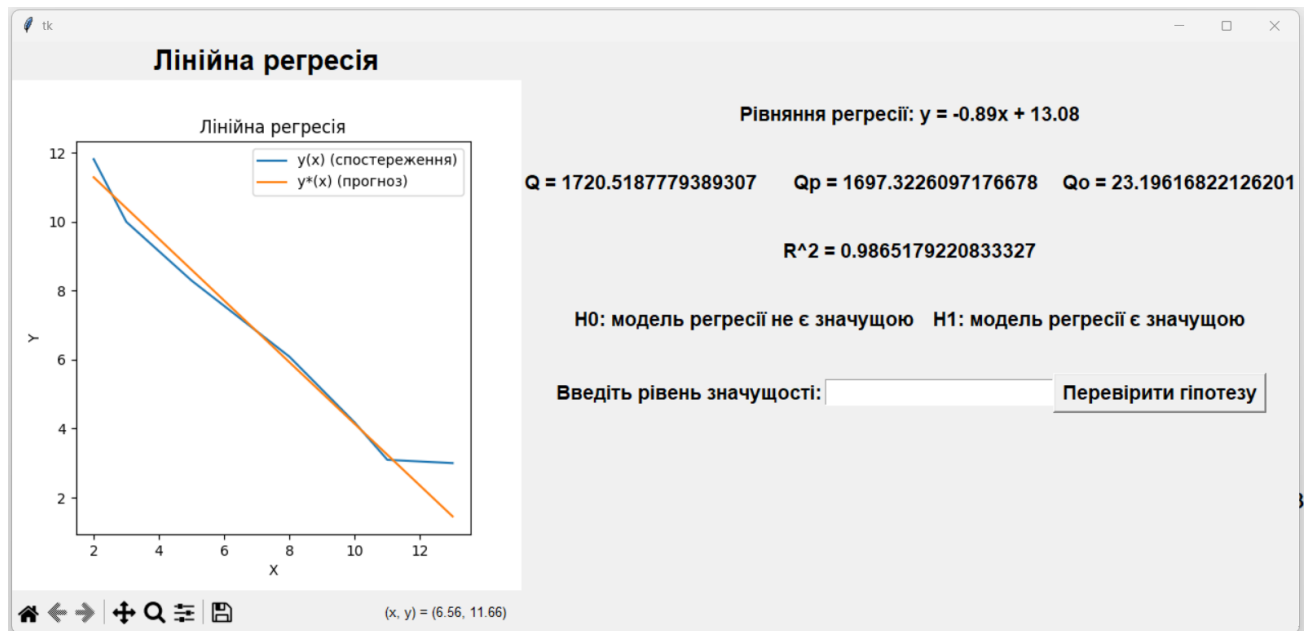 tk
Лінійна регресія
Лінійна регресія
y(x) (спостереження)
y*(x) (прогноз)
12
10
8
6
4
2
Y
2 4 6 8 10 12
X
(x, y) = (6.56, 11.66)
Рівняння регресії: y = -0.89x + 13.08
Q = 1720.5187779389307 Qp = 1697.3226097176678 Qo = 23.19616822126201
R^2 = 0.9865179220833327
H0: модель регресії не є значущою H1: модель регресії є значущою
Введіть рівень значущості: Перевірити гіпотезу